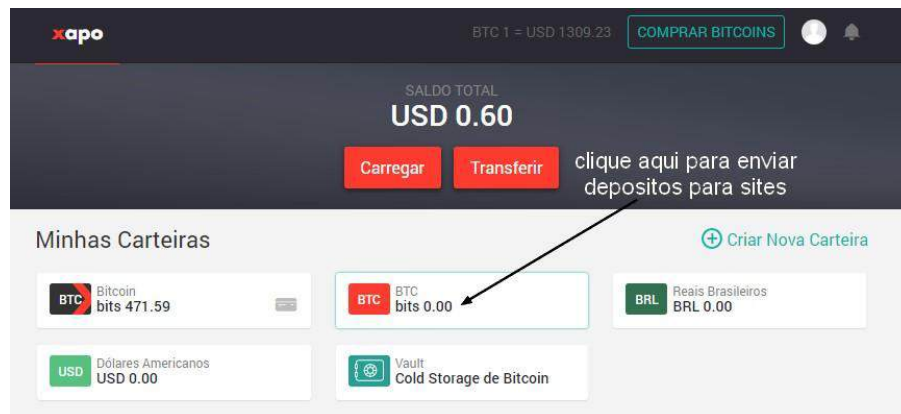 xapo
BTC 1 = USD 1309.23
COMPRAR BITCOINS
SALDO TOTAL
USD 0.60
Carregar
Transferir
clique aqui para enviar
depositos para sites
Minhas Carteiras
Criar Nova Carteira
BTC
Bitcoin
bits 471.59
BTC
BTC
bits 0.00
BRL
Reais Brasileiros
BRL 0.00
USD
Dólares Americanos
USD 0.00
Vault
Cold Storage de Bitcoin